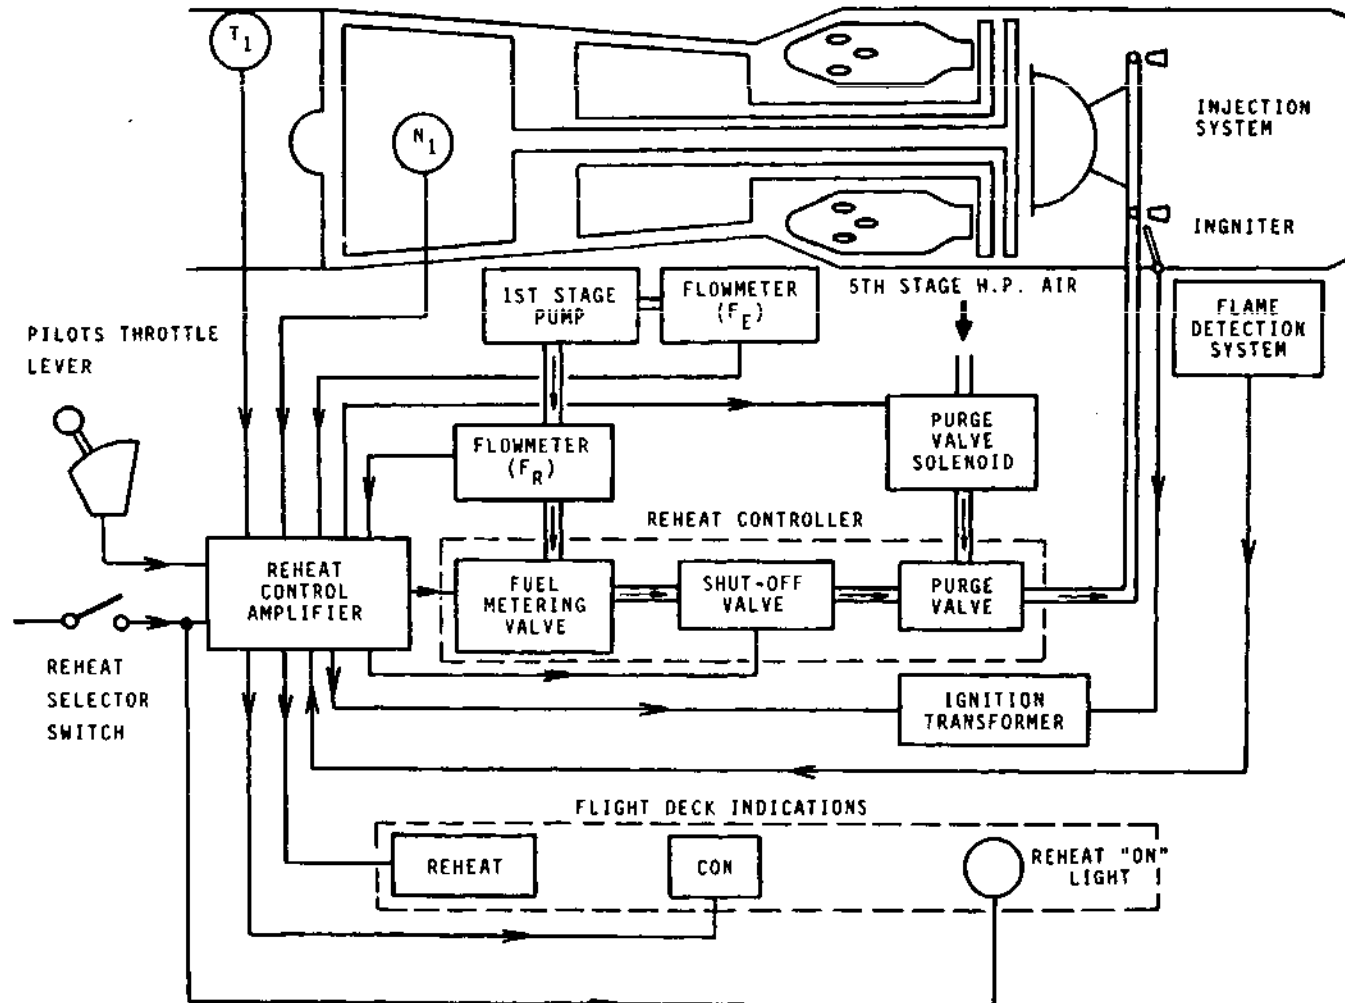 T1
N1
INJECTION
SYSTEM
INGNITER
1ST STAGE
PUMP
FLOWMETER
(FE)
5TH STAGE H.P. AIR
FLAME
DETECTION
SYSTEM
PILOTS THROTTLE
LEVER
FLOWMETER
(FR)
PURGE
VALVE
SOLENOID
REHEAT CONTROLLER
REHEAT
CONTROL
AMPLIFIER
FUEL
METERING
VALVE
SHUT-OFF
VALVE
PURGE
VALVE
REHEAT
SELECTOR
SWITCH
IGNITION
TRANSFORMER
FLIGHT DECK INDICATIONS
REHEAT
CON
REHEAT "ON"
LIGHT